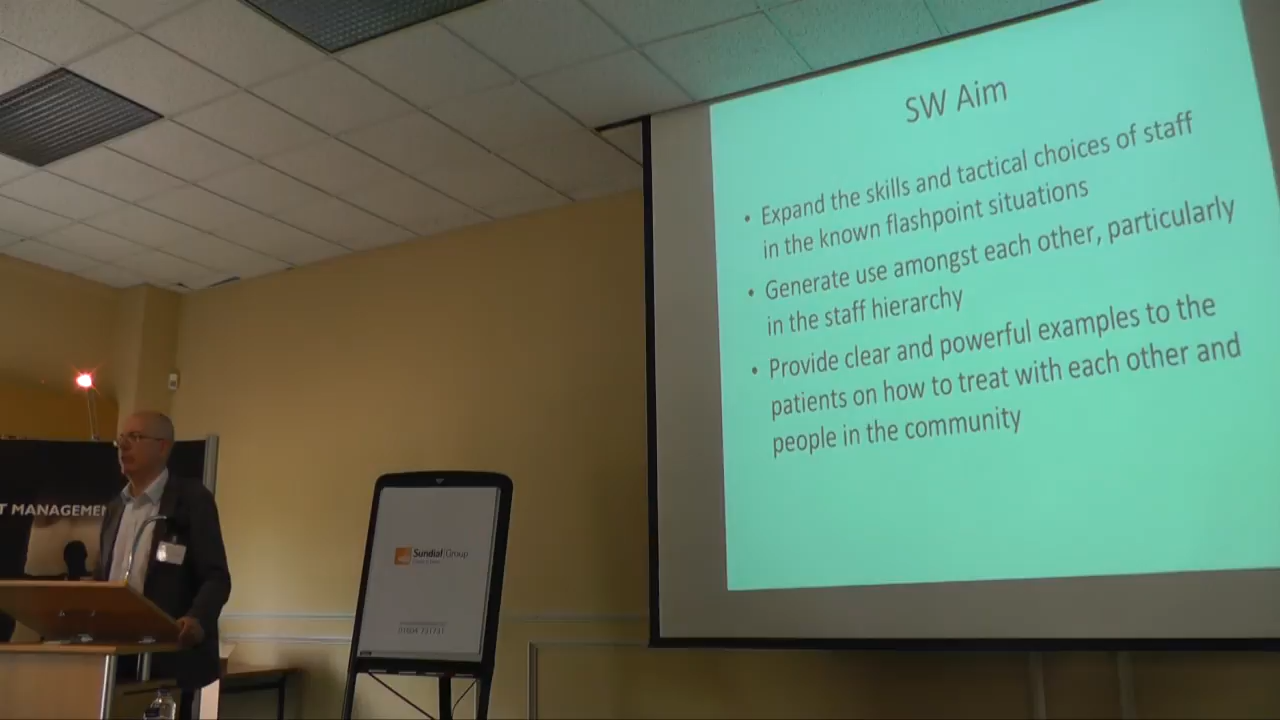 SW Aim
• Expand the skills and tactical choices of staff
in the known flashpoint situations
• Generate use amongst each other, particularly
in the staff hierarchy
• Provide clear and powerful examples to the
patients on how to treat with each other and
people in the community
T MANAGEMEN
Sundial Group